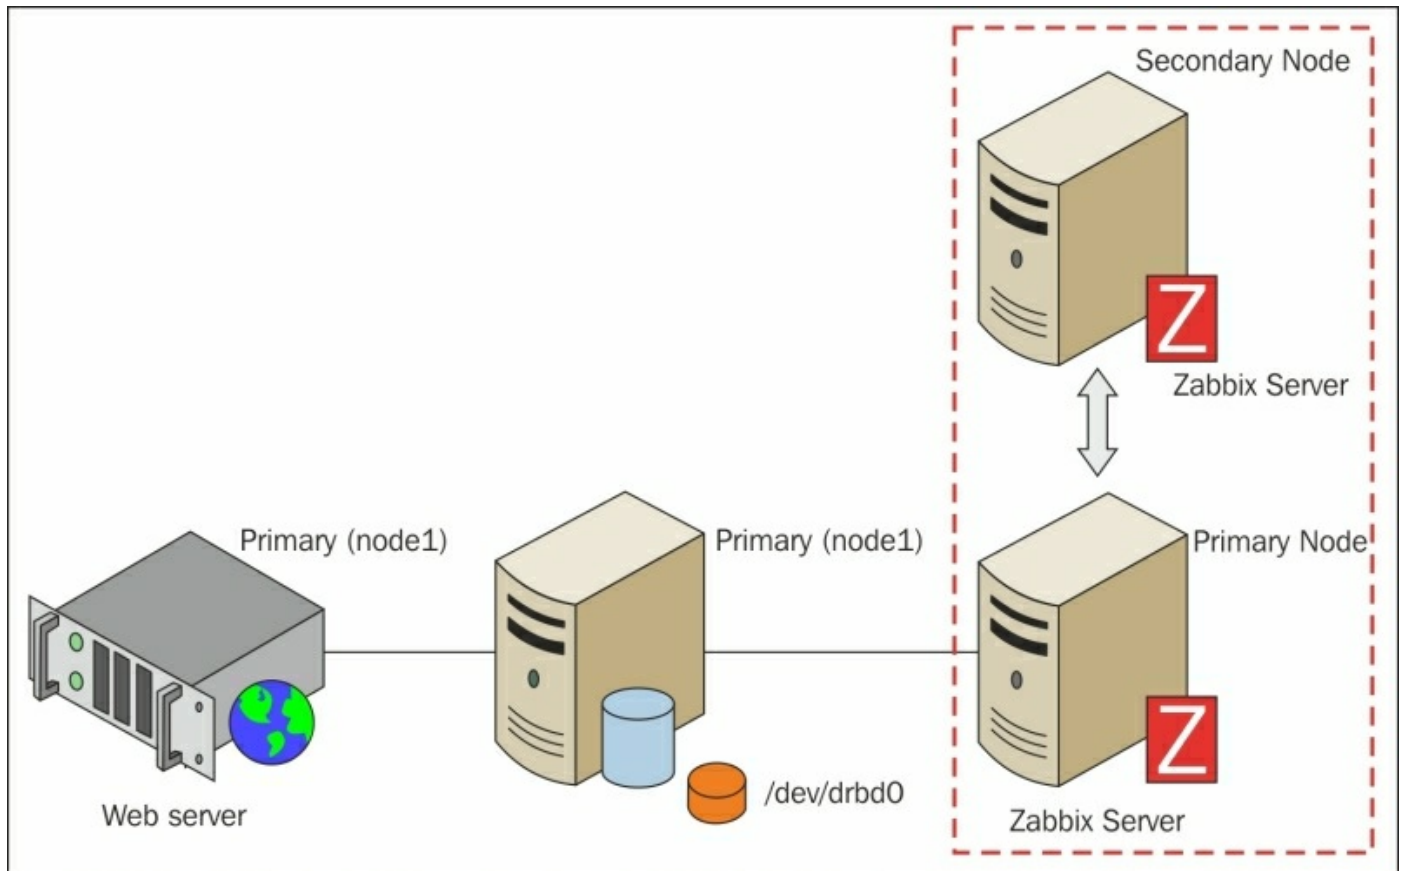 Secondary Node
Z
Zabbix Server
Primary (node1)
Primary (node1)
Primary Node
Z
/dev/drbd0
Web server
Zabbix Server